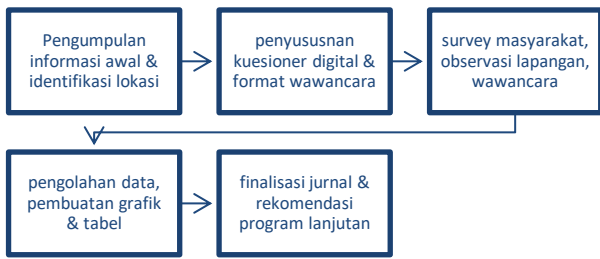 Pengumpulan
informasi awal &
identifikasi lokasi
penyususnan
kuesioner digital &
format wawancara
survey masyarakat,
observasi lapangan,
wawancara
pengolahan data,
pembuatan grafik
& tabel
finalisasi jurnal &
rekomendasi
program lanjutan